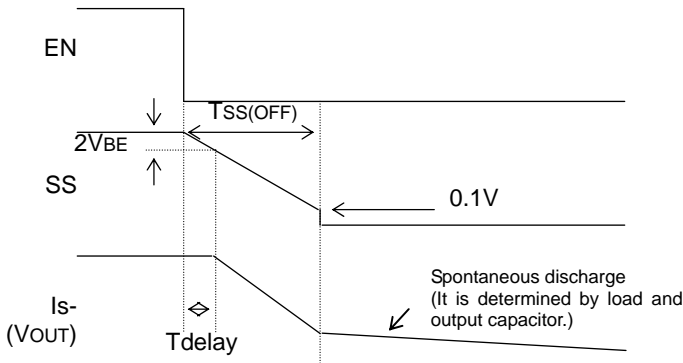 EN
TSS(OFF)
2VBE
SS
0.1V
Spontaneous discharge
(It is determined by load and
output capacitor.)
Is-
(VOUT)
Tdelay